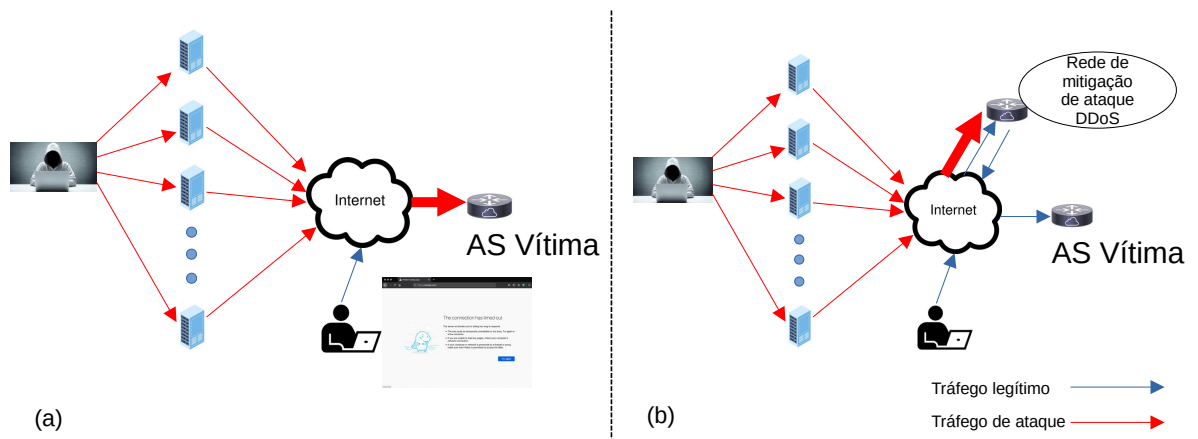 Internet
AS Vítima
The connection has timed out
(a)
Rede de
mitigação
de ataque
DDoS
Internet
AS Vítima
Tráfego legítimo
Tráfego de ataque
(b)